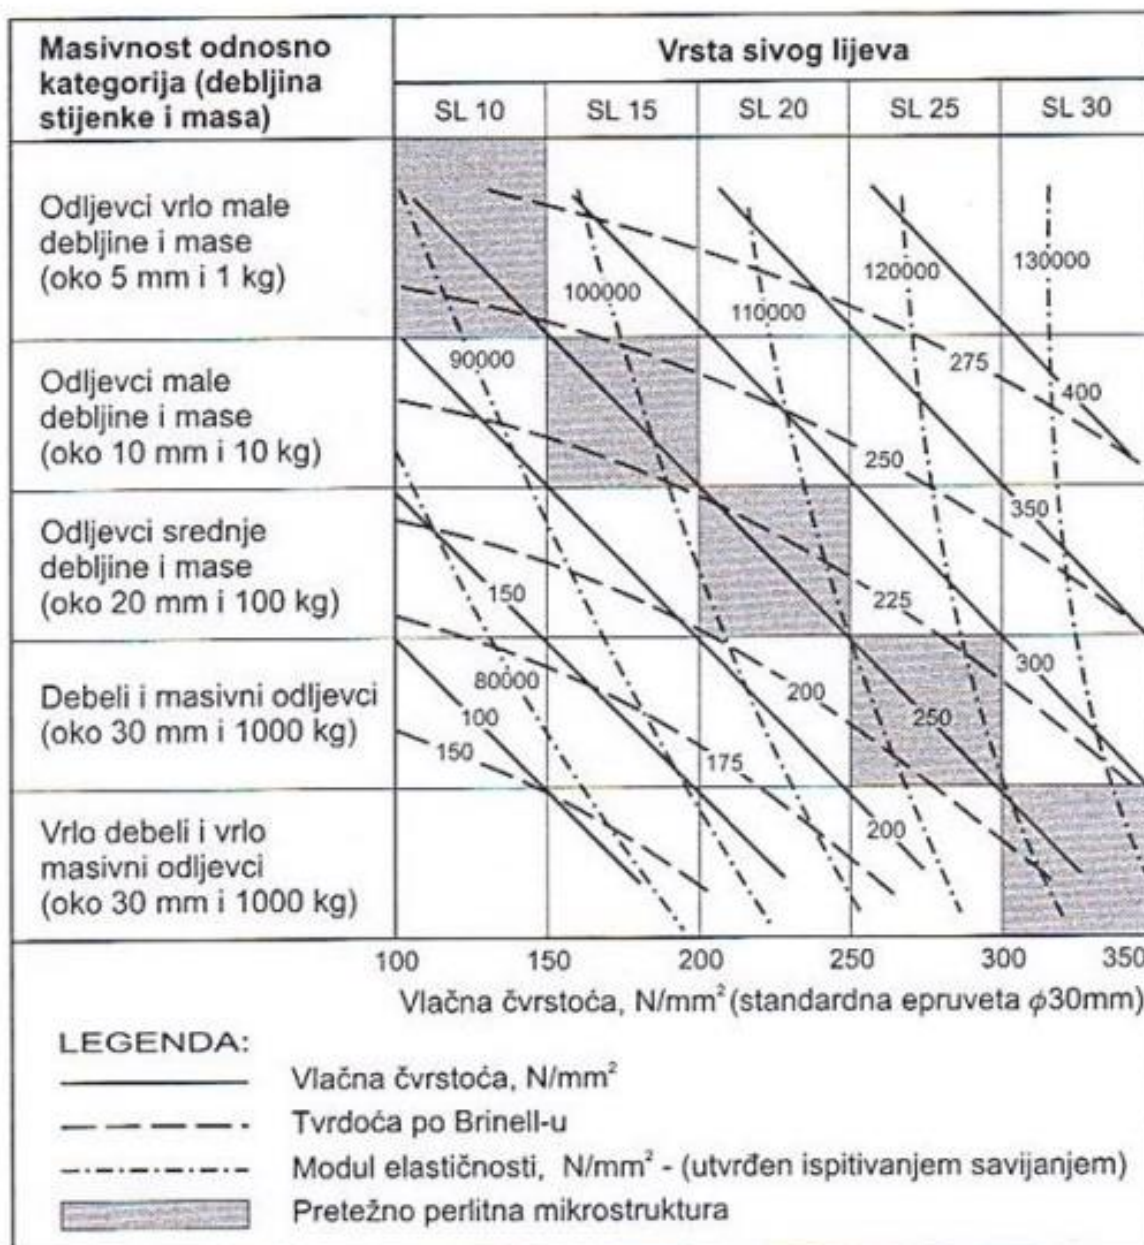 Masivnost odnosno
kategorija (debljina
stijenke i masa)
Vrsta sivog lijeva
SL 10
SL 15
SL 20
SL 25
SL 30
Odljevci vrlo male
debljine i mase
(oko 5 mm i 1 kg)
100000
110000
120000
130000
Odljevci male
debljine i mase
(oko 10 mm i 10 kg)
90000
275
400
250
350
Odljevci srednje
debljine i mase
(oko 20 mm i 100 kg)
150
225
Debeli i masivni odljevci
(oko 30 mm i 1000 kg)
80000
100
150
175
200
250
300
Vrlo debeli i vrlo
masivni odljevci
(oko 30 mm i 1000 kg)
200
100
150
200
250
300
350
Vlačna čvrstoća, N/mm² (standardna epruveta ϕ30mm)
LEGENDA:
Vlačna čvrstoća, N/mm²
Tvrdoća po Brinell-u
Modul elastičnosti, N/mm² - (utvrđen ispitivanjem savijanjem)
Pretežno perlitna mikrostruktura